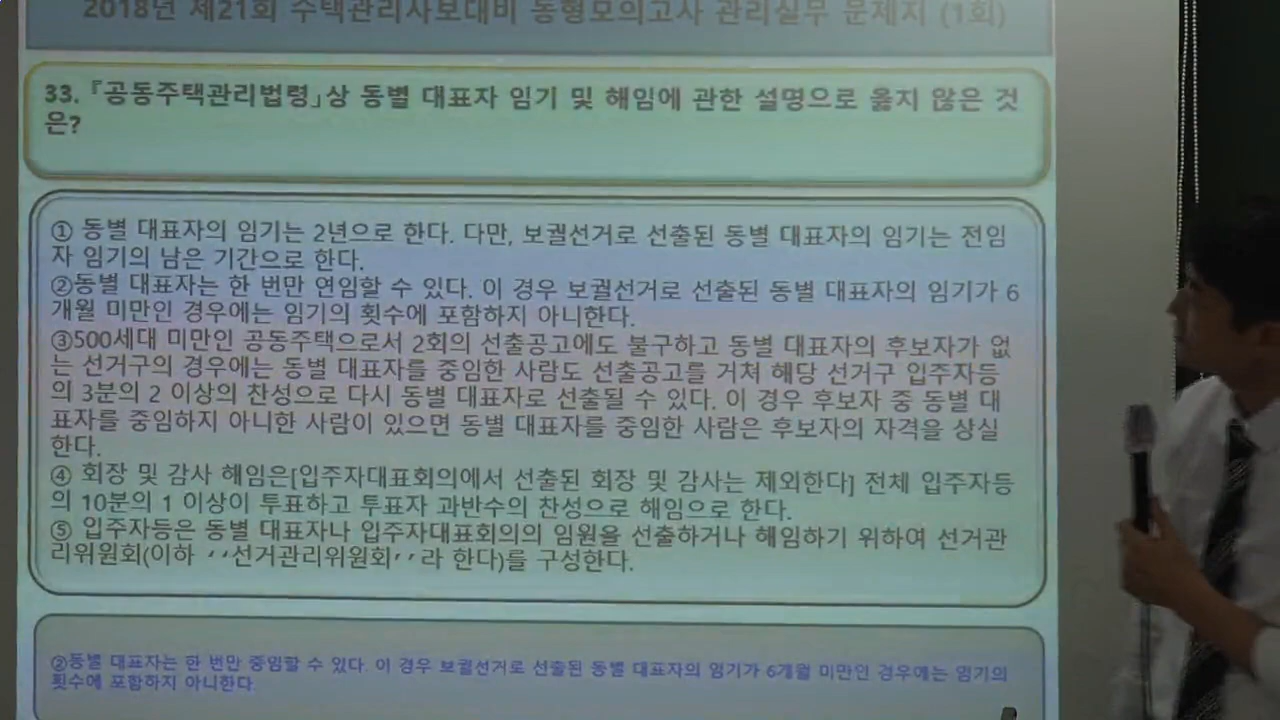 2018년 제21회 주택관리사보대비 동형모의고사 관리실무 문제지 (1회)
33. 『공동주택관리법령』상 동별 대표자 임기 및 해임에 관한 설명으로 옳지 않은 것
은?
① 동별 대표자의 임기는 2년으로 한다. 다만, 보궐선거로 선출된 동별 대표자의 임기는 전임
자 임기의 남은 기간으로 한다.
②동별 대표자는 한 번만 연임할 수 있다. 이 경우 보궐선거로 선출된 동별 대표자의 임기가 6
개월 미만인 경우에는 임기의 횟수에 포함하지 아니한다.
③500세대 미만인 공동주택으로서 2회의 선출공고에도 불구하고 동별 대표자의 후보자가 없
는 선거구의 경우에는 동별 대표자를 중임한 사람도 선출공고를 거쳐 해당 선거구 입주자등
의 3분의 2 이상의 찬성으로 다시 동별 대표자로 선출될 수 있다. 이 경우 후보자 중 동별 대
표자를 중임하지 아니한 사람이 있으면 동별 대표자를 중임한 사람은 후보자의 자격을 상실
한다.
④ 회장 및 감사 해임은[입주자대표회의에서 선출된 회장 및 감사는 제외한다] 전체 입주자등
의 10분의 1 이상이 투표하고 투표자 과반수의 찬성으로 해임으로 한다.
⑤ 입주자등은 동별 대표자나 입주자대표회의의 임원을 선출하거나 해임하기 위하여 선거관
리위원회(이하 ′′선거관리위원회′′라 한다)를 구성한다.
②동별 대표자는 한 번만 중임할 수 있다. 이 경우 보궐선거로 선출된 동별 대표자의 임기가 6개월 미만인 경우에는 임기의
횟수에 포함하지 아니한다.